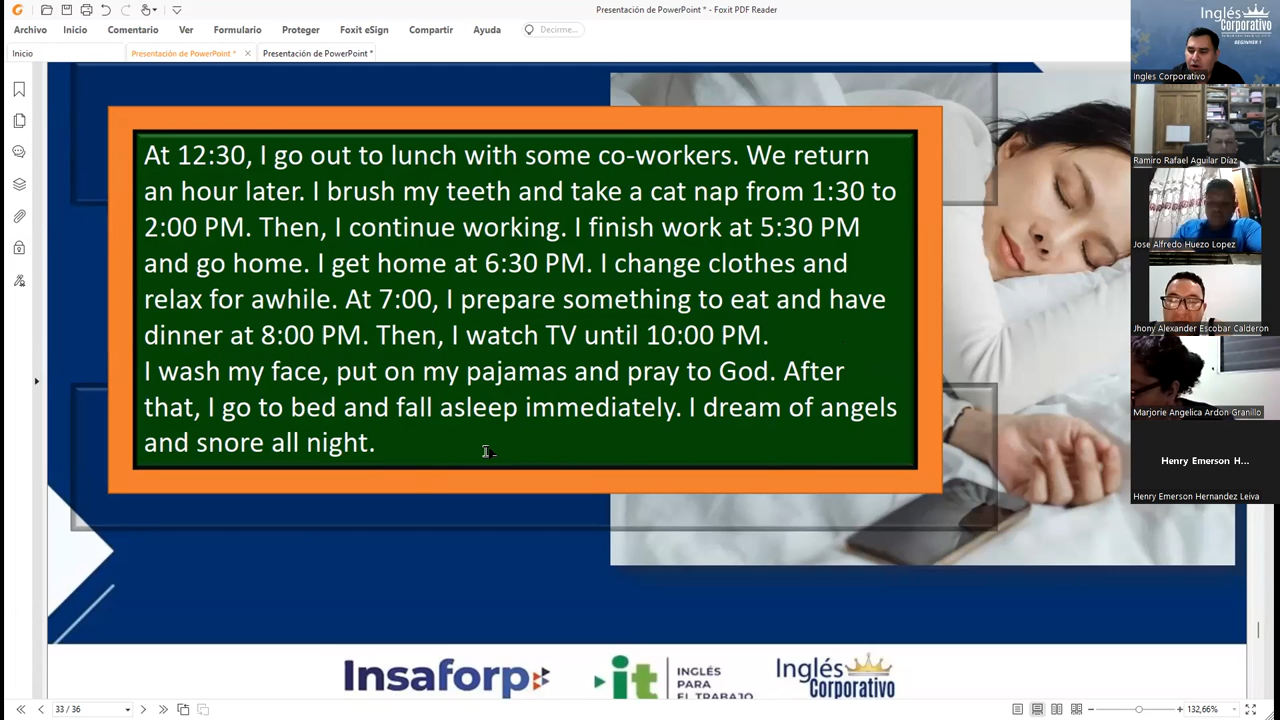 Presentación de PowerPoint * - Foxit PDF Reader
Archivo Inicio Comentario Ver Formulario Proteger Foxit eSign Compartir Ayuda Decirme...
Inicio Presentación de PowerPoint * × Presentación de PowerPoint *
At 12:30, I go out to lunch with some co-workers. We return
an hour later. I brush my teeth and take a cat nap from 1:30 to
2:00 PM. Then, I continue working. I finish work at 5:30 PM
and go home. I get home at 6:30 PM. I change clothes and
relax for awhile. At 7:00, I prepare something to eat and have
dinner at 8:00 PM. Then, I watch TV until 10:00 PM.
I wash my face, put on my pajamas and pray to God. After
that, I go to bed and fall asleep immediately. I dream of angels
and snore all night.
Insaforp
it
INGLÉS
PARA
EL TRABAJO
Inglés
Corporativo
33 / 36
132,66%
Inglés
Corporativo
BEGINNER 1
Ingles Corporativo
Ramiro Rafael Aguilar Díaz
Jose Alfredo Huezo Lopez
Jhony Alexander Escobar Calderon
Marjorie Angelica Ardon Granillo
Henry Emerson H...
Henry Emerson Hernandez Leiva